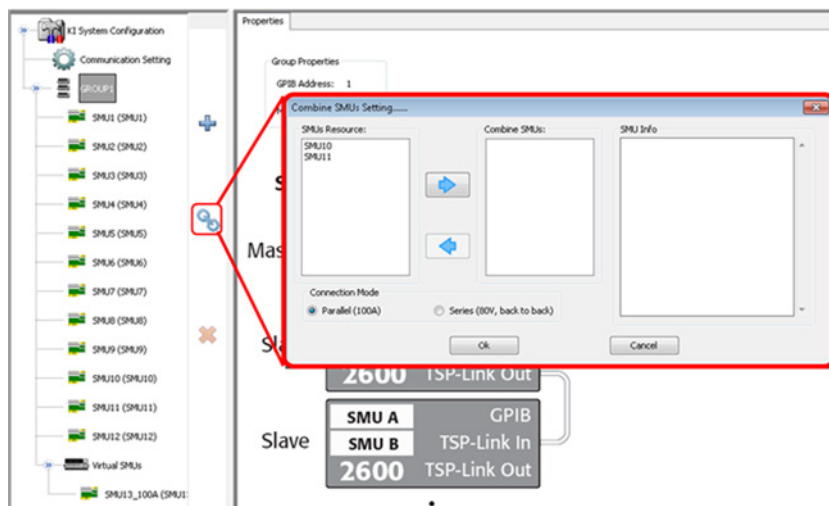 KI System Configuration
Communication Setting
GROUP1
SMU1 (SMU1)
SMU2 (SMU2)
SMU3 (SMU3)
SMU4 (SMU4)
SMU5 (SMU5)
SMU6 (SMU6)
SMU7 (SMU7)
SMU8 (SMU8)
SMU9 (SMU9)
SMU10 (SMU10)
SMU11 (SMU11)
SMU12 (SMU12)
Virtual SMUs
SMU13_100A (SMU1
Properties
Group Properties
GPIB Address: 1
Combine SMUs Setting.....
SMUs Resource:
SMU10
SMU11
Combine SMUs:
SMU Info
Connection Mode
Parallel (100A)
Series (80V, back to back)
Ok
Cancel
S
Mas
Sla
2600 TSP-Link Out
Slave
SMU A GPIB
SMU B TSP-Link In
2600 TSP-Link Out